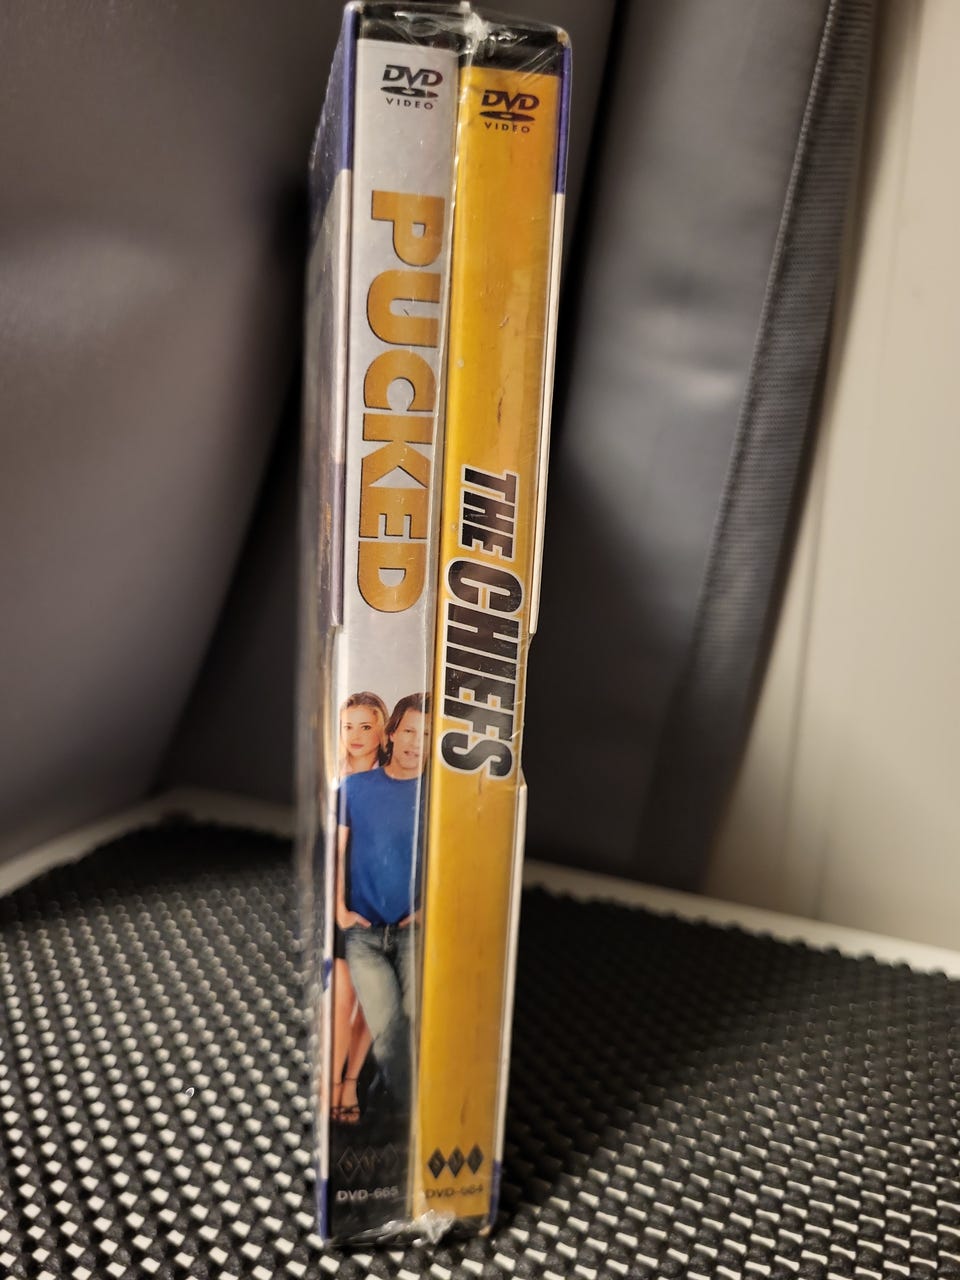 DVD
VIDEO
PUCKED
DVD-665
DVD
VIDEO
THE CHIEFS
DVD-664